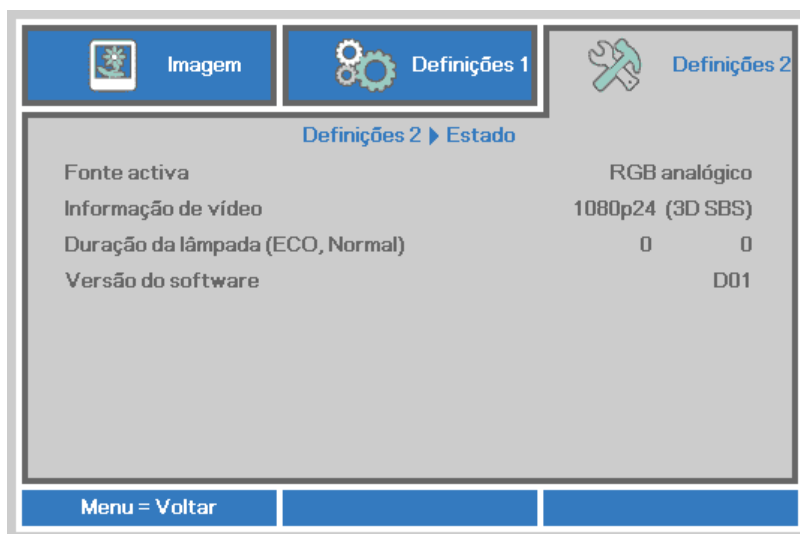 Imagem Definições 1 Definições 2
Definições 2 Estado
Fonte activa RGB analógico
Informação de vídeo 1080p24 (3D SBS)
Duração da lâmpada (ECO, Normal) 0 0
Versão do software D01
Menu = Voltar